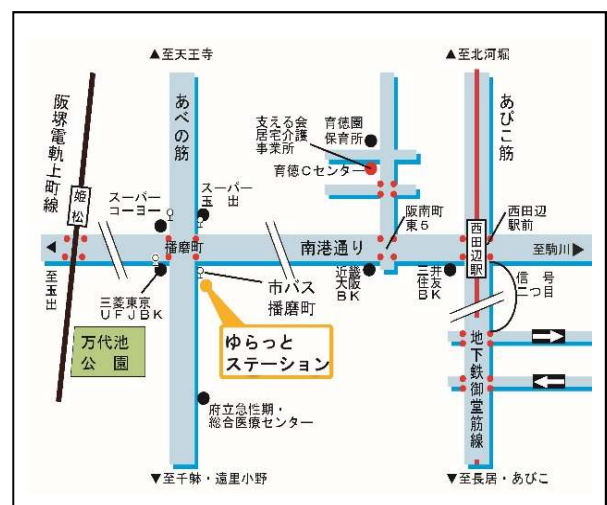 ▲至天王寺
▲至北河堀
阪堺電軌上町線
あべの筋
あびこ筋
支える会
居宅介護
事業所
育徳園
保育所
育徳Cセンター
姫松
スーパー
コーヨー
スーパー
玉出
阪南町
東5
西田辺
駅前
西田辺駅
播磨町
南港通り
至駒川
至玉出
三菱東京
UFJBK
市バス
播磨町
近畿
大阪
BK
三井
住友
BK
信号
二つ目
万代池
公園
ゆらっと
ステーション
地下鉄御堂筋線
府立急性期・
総合医療センター
▼至千躰・遠里小野
▼至長居・あびこ